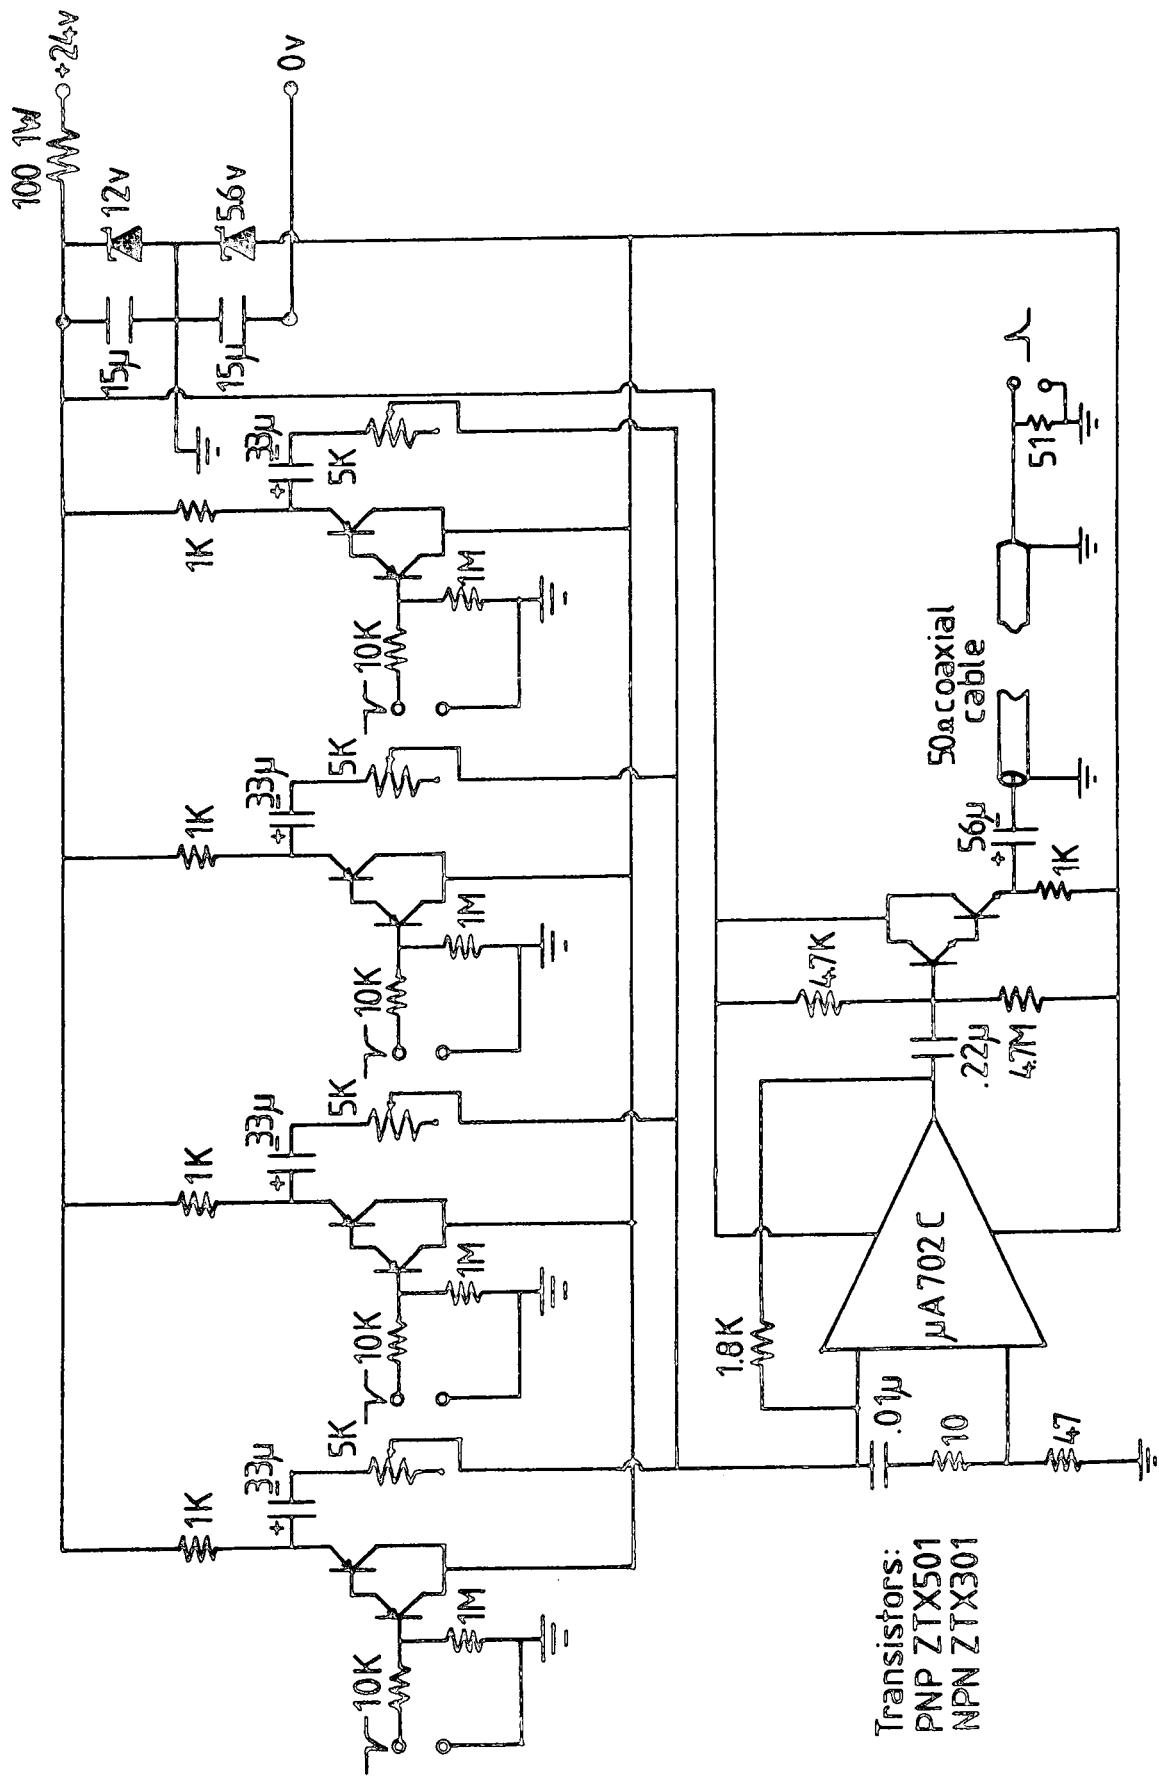 100 1W
+24v
1K
1K
1K
1K
15µ
12v
+ 33µ -
+ 33µ -
+ 33µ -
+ 33µ -
15µ
5.6v
0v
5K
5K
5K
5K
10K
10K
10K
10K
1M
1M
1M
1M
1.8K
4.7K
.22µ
4.7M
50Ω coaxial
cable
+ 56µ -
1K
51
µA702C
.01µ
10
47
Transistors:
PNP ZTX501
NPN ZTX301